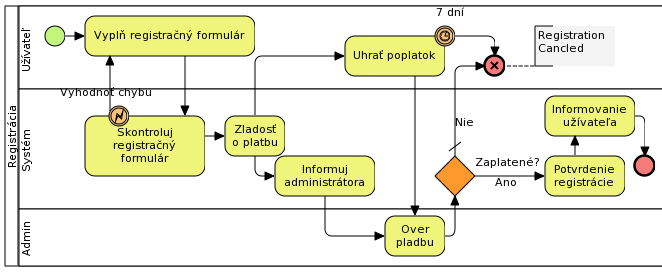 7 dní
Registrácia
Užívateľ
Vyplň registračný formulár
Uhrať poplatok
Registration
Cancled
Systém
Vyhodnoť chybu
Skontroluj
registračný
formulár
Zladosť
o platbu
Informuj
administrátora
Nie
Zaplatené?
Ano
Informovanie
užívateľa
Potvrdenie
registrácie
Admin
Over
pladbu